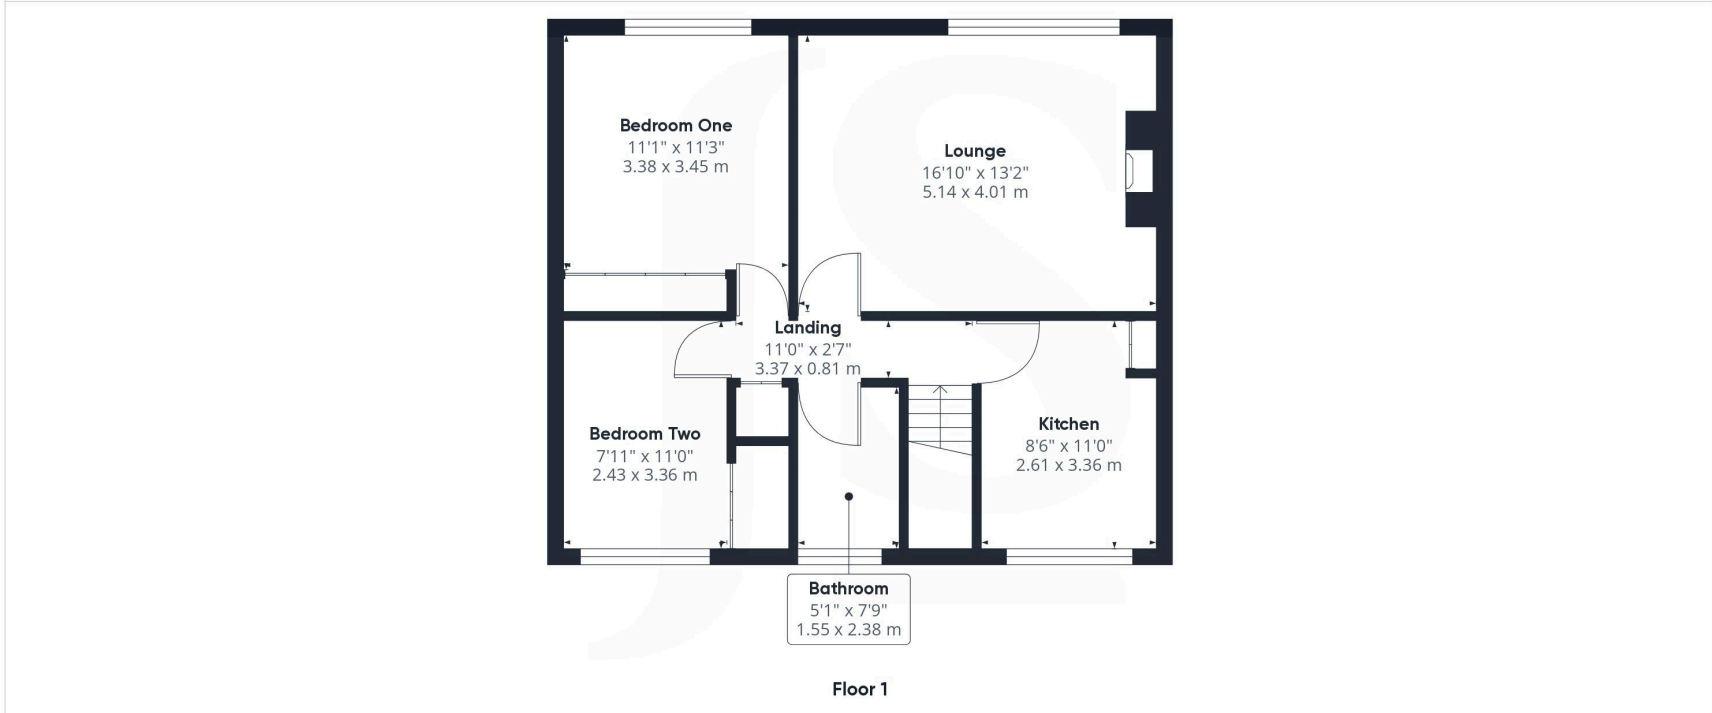 Bedroom One
11'1" x 11'3"
3.38 x 3.45 m
Lounge
16'10" x 13'2"
5.14 x 4.01 m
Landing
11'0" x 2'7"
3.37 x 0.81 m
Bedroom Two
7'11" x 11'0"
2.43 x 3.36 m
Kitchen
8'6" x 11'0"
2.61 x 3.36 m
Bathroom
5'1" x 7'9"
1.55 x 2.38 m
Floor 1
JS